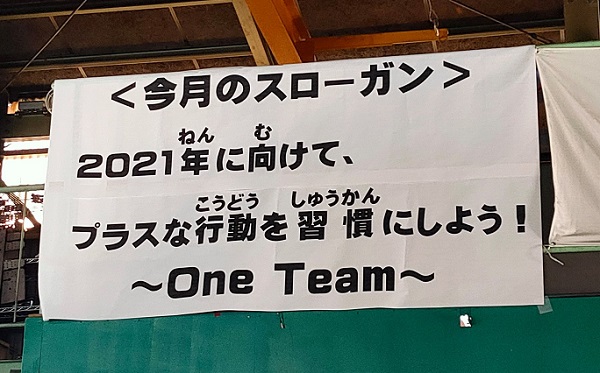 ＜今月のスローガン＞
ねん む
2021年に向けて、
こうどう しゅうかん
プラスな行動を習慣にしよう！
～One Team～